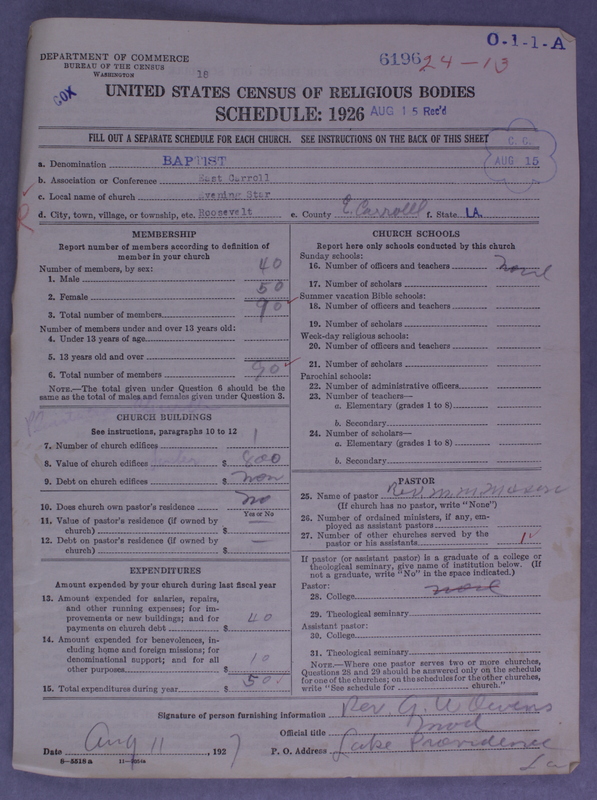 O-1-1-A
DEPARTMENT OF COMMERCE
BUREAU OF THE CENSUS
WASHINGTON
18
6196 24-13
COX
UNITED STATES CENSUS OF RELIGIOUS BODIES
SCHEDULE: 1926 AUG 15 Rec'd
FILL OUT A SEPARATE SCHEDULE FOR EACH CHURCH. SEE INSTRUCTIONS ON THE BACK OF THIS SHEET
C. C.
AUG 15
a. Denomination BAPTIST
b. Association or Conference East Carroll
c. Local name of church Evening Star
d. City, town, village, or township, etc. Roosevelt e. County E. Carroll f. State LA.
MEMBERSHIP
Report number of members according to definition of
member in your church
Number of members, by sex:
1. Male 40
2. Female 50
3. Total number of members 90
Number of members under and over 13 years old:
4. Under 13 years of age
5. 13 years old and over
6. Total number of members 90
NOTE.—The total given under Question 6 should be the
same as the total of males and females given under Question 3.
CHURCH BUILDINGS
See instructions, paragraphs 10 to 12
7. Number of church edifices 1
8. Value of church edifices $ 800
9. Debt on church edifices $ non
10. Does church own pastor's residence no
Yes or No
11. Value of pastor's residence (if owned by
church) $ —
12. Debt on pastor's residence (if owned by
church) $ —
EXPENDITURES
Amount expended by your church during last fiscal year
13. Amount expended for salaries, repairs,
and other running expenses; for im-
provements or new buildings; and for
payments on church debt $ 40
14. Amount expended for benevolences, in-
cluding home and foreign missions; for
denominational support; and for all
other purposes $ 10
15. Total expenditures during year $ 50
CHURCH SCHOOLS
Report here only schools conducted by this church
Sunday schools:
16. Number of officers and teachers none
17. Number of scholars
Summer vacation Bible schools:
18. Number of officers and teachers
19. Number of scholars
Week-day religious schools:
20. Number of officers and teachers
21. Number of scholars
Parochial schools:
22. Number of administrative officers
23. Number of teachers—
a. Elementary (grades 1 to 8)
b. Secondary
24. Number of scholars—
a. Elementary (grades 1 to 8)
b. Secondary
PASTOR
25. Name of pastor Rev. M. M.
(If church has no pastor, write "None")
26. Number of ordained ministers, if any, em-
ployed as assistant pastors
27. Number of other churches served by the
pastor or his assistants 1
If pastor (or assistant pastor) is a graduate of a college or
theological seminary, give name of institution below. (If
not a graduate, write "No" in the space indicated.)
Pastor:
28. College none
29. Theological seminary
Assistant pastor:
30. College
31. Theological seminary
NOTE.—Where one pastor serves two or more churches,
Questions 28 and 29 should be answered only on the schedule
for one of the churches; on the schedules for the other churches,
write "See schedule for church."
Signature of person furnishing information Rev. G. W. Owens
Official title mod
Date Aug 11, 1927 P. O. Address Lake Providence
La
8-5518 a